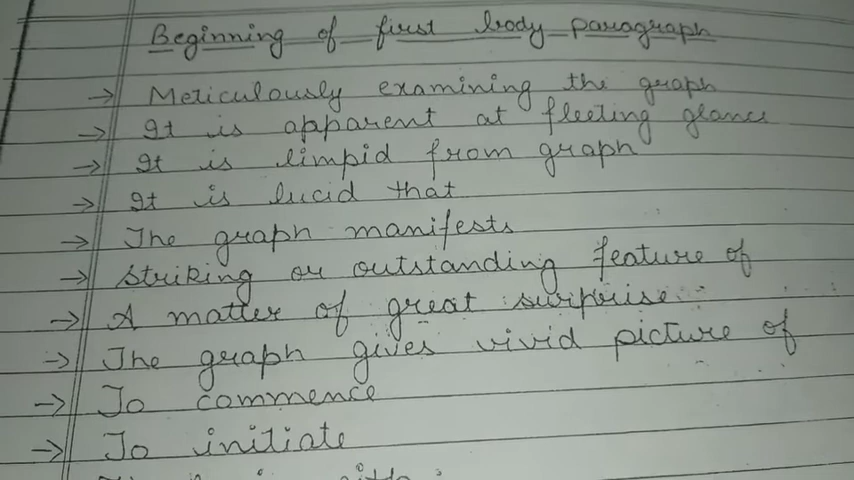 Beginning of first body paragraph
→ Meticulously examining the graph
→ It is apparent at fleeting glance
→ It is limpid from graph
→ It is lucid that
→ The graph manifests
→ striking or outstanding feature of
→ A matter of great surprise
→ The graph gives vivid picture of
→ To commence
→ To initiate